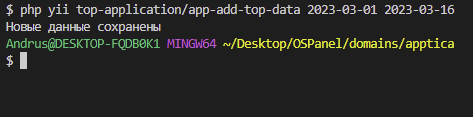 $ php yii top-application/app-add-top-data 2023-03-01 2023-03-16
Новые данные сохранены
Andrus@DESKTOP-FQDB0K1 MINGW64 ~/Desktop/OSPanel/domains/apptica
$